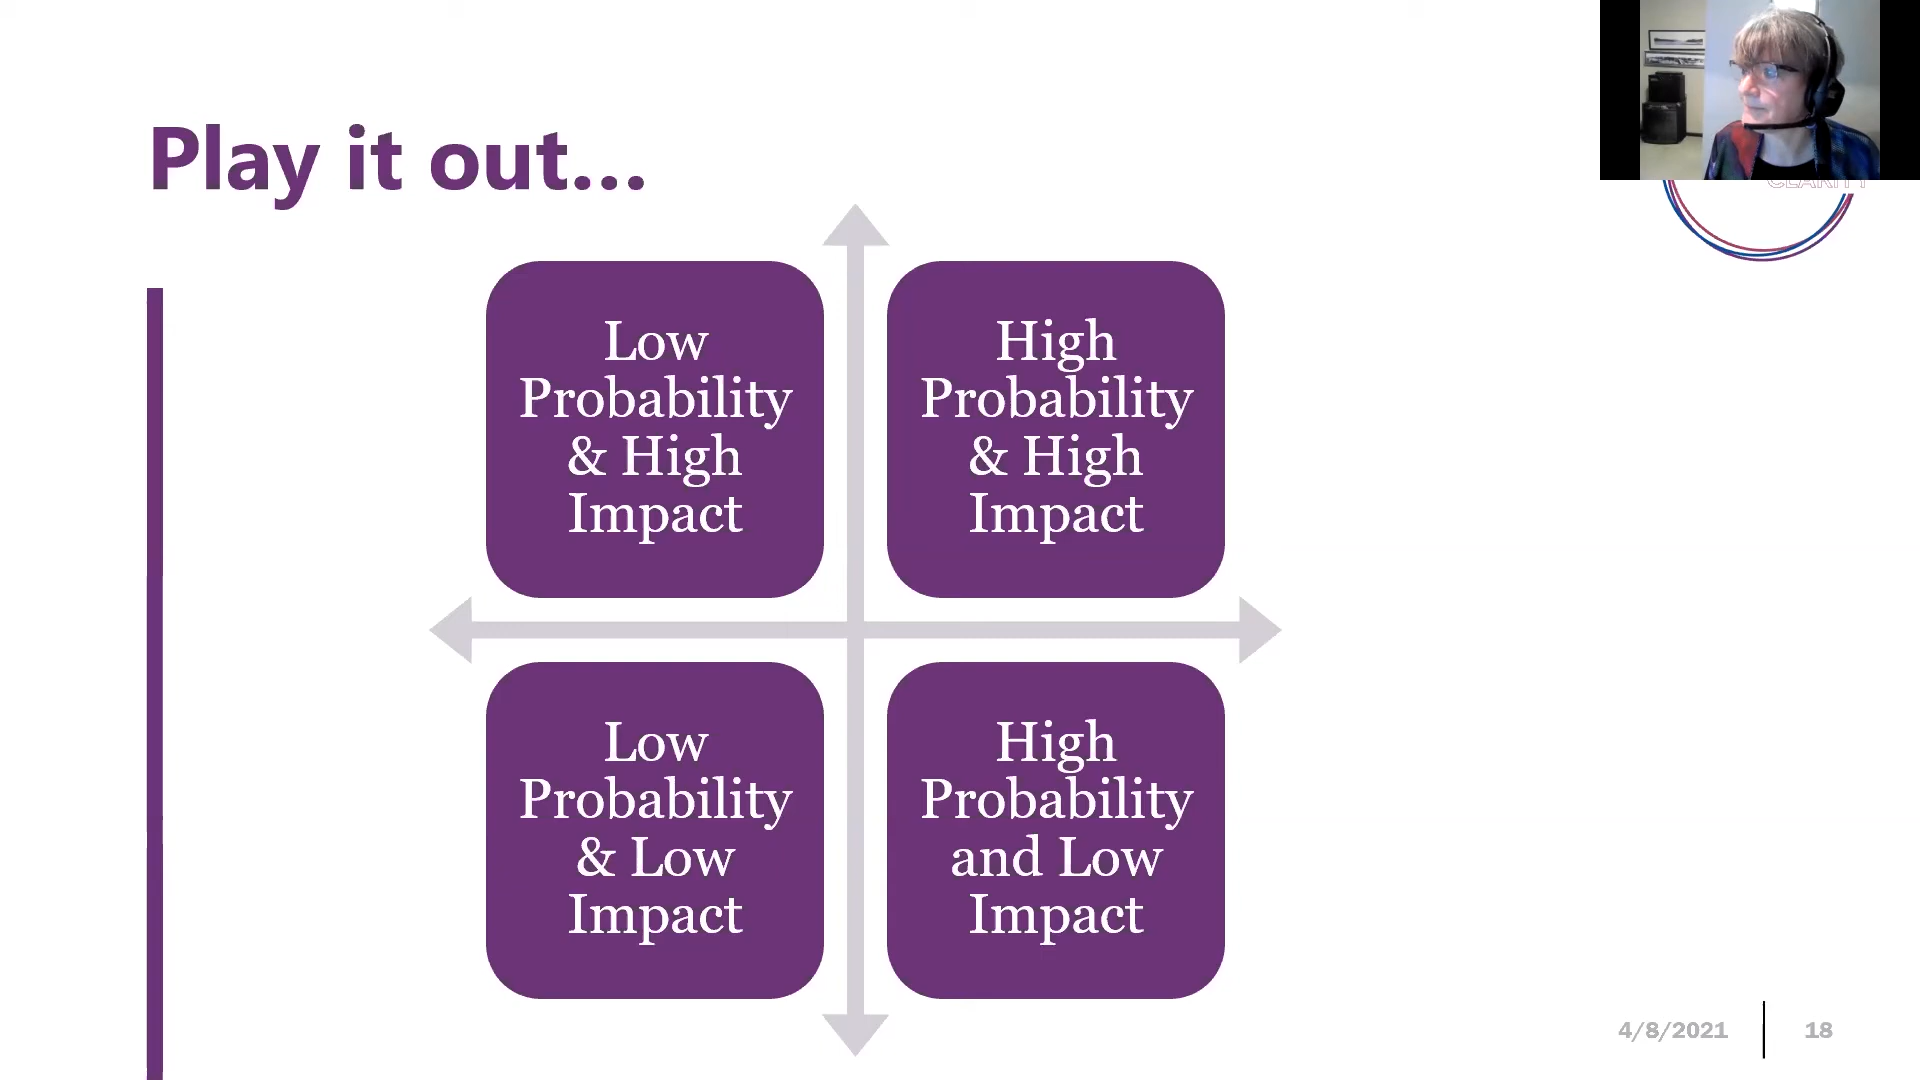 Play it out...
CLARITY
Low
Probability
& High
Impact
High
Probability
& High
Impact
Low
Probability
& Low
Impact
High
Probability
and Low
Impact
4/8/2021
18